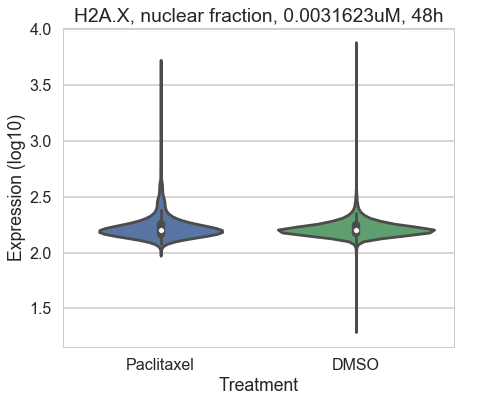 H2A.X, nuclear fraction, 0.0031623uM, 48h
4.0
3.5
3.0
2.5
2.0
1.5
Expression (log10)
Paclitaxel DMSO
Treatment